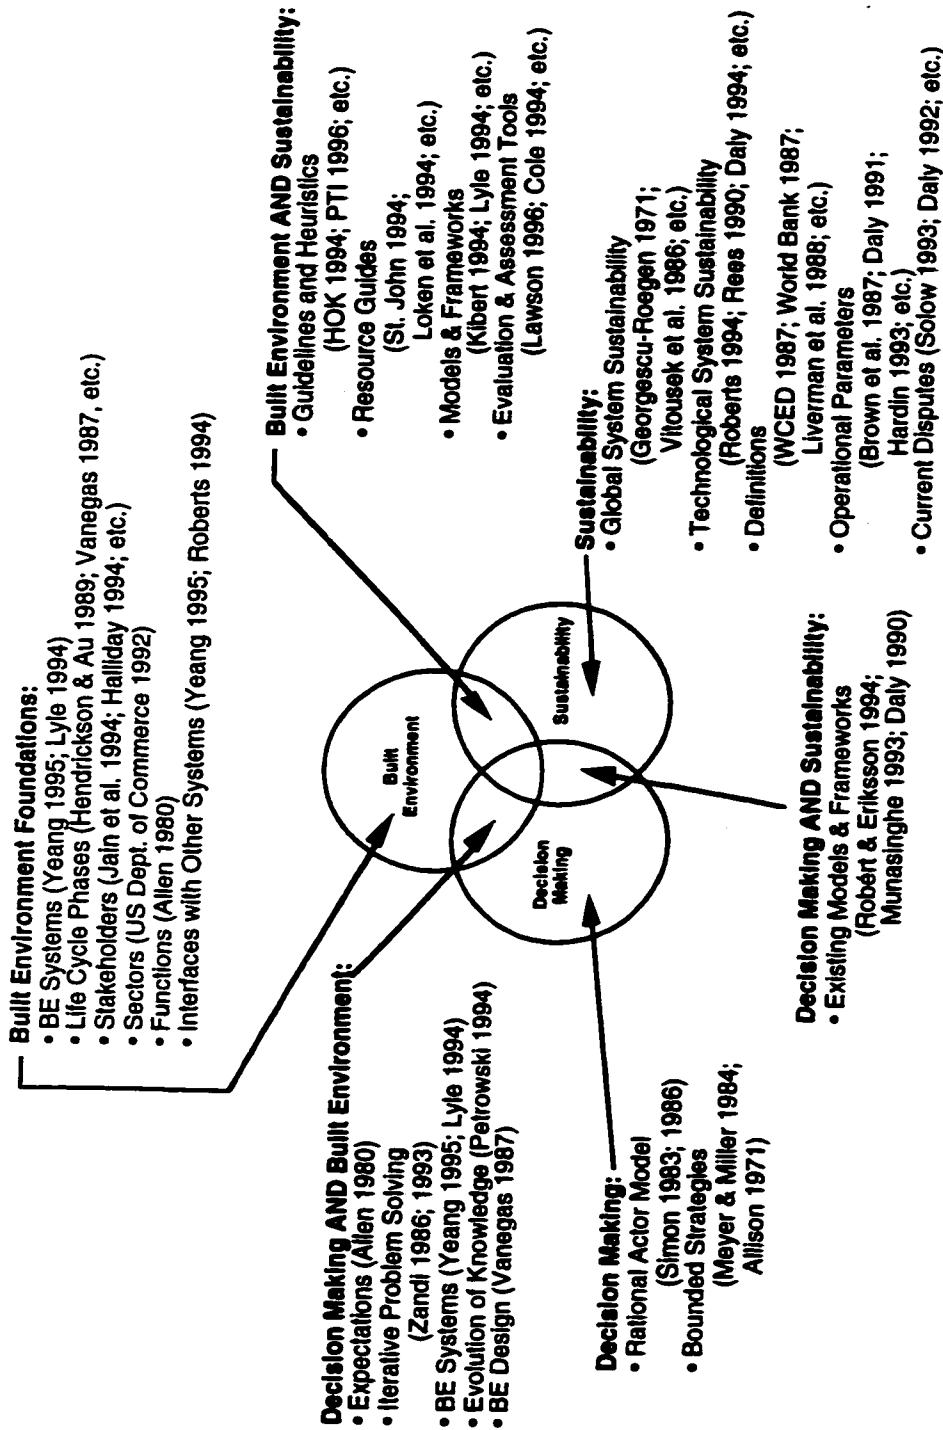 Built Environment Foundations:
• BE Systems (Yeang 1995; Lyle 1994)
• Life Cycle Phases (Hendrickson & Au 1989; Vanegas 1987, etc.)
• Stakeholders (Jain et al. 1994; Halliday 1994; etc.)
• Sectors (US Dept. of Commerce 1992)
• Functions (Allen 1980)
• Interfaces with Other Systems (Yeang 1995; Roberts 1994)
Built Environment AND Sustainability:
• Guidelines and Heuristics
(HOK 1994; PTI 1996; etc.)
• Resource Guides
(St. John 1994;
Loken et al. 1994; etc.)
• Models & Frameworks
(Kibert 1994; Lyle 1994; etc.)
• Evaluation & Assessment Tools
(Lawson 1996; Cole 1994; etc.)
Decision Making AND Built Environment:
• Expectations (Allen 1980)
• Iterative Problem Solving
(Zandi 1986; 1993)
• BE Systems (Yeang 1995; Lyle 1994)
• Evolution of Knowledge (Petrowski 1994)
• BE Design (Vanegas 1987)
Built
Environment
Decision
Making
Sustainability
Sustainability:
• Global System Sustainability
(Georgescu-Roegen 1971;
Vitousek et al. 1986; etc.)
• Technological System Sustainability
(Roberts 1994; Rees 1990; Daly 1994; etc.)
• Definitions
(WCED 1987; World Bank 1987;
Liverman et al. 1988; etc.)
• Operational Parameters
(Brown et al. 1987; Daly 1991;
Hardin 1993; etc.)
• Current Disputes (Solow 1993; Daly 1992; etc.)
Decision Making:
• Rational Actor Model
(Simon 1983; 1986)
• Bounded Strategies
(Meyer & Miller 1984;
Allison 1971)
Decision Making AND Sustainability:
• Existing Models & Frameworks
(Robért & Eriksson 1994;
Munasinghe 1993; Daly 1990)